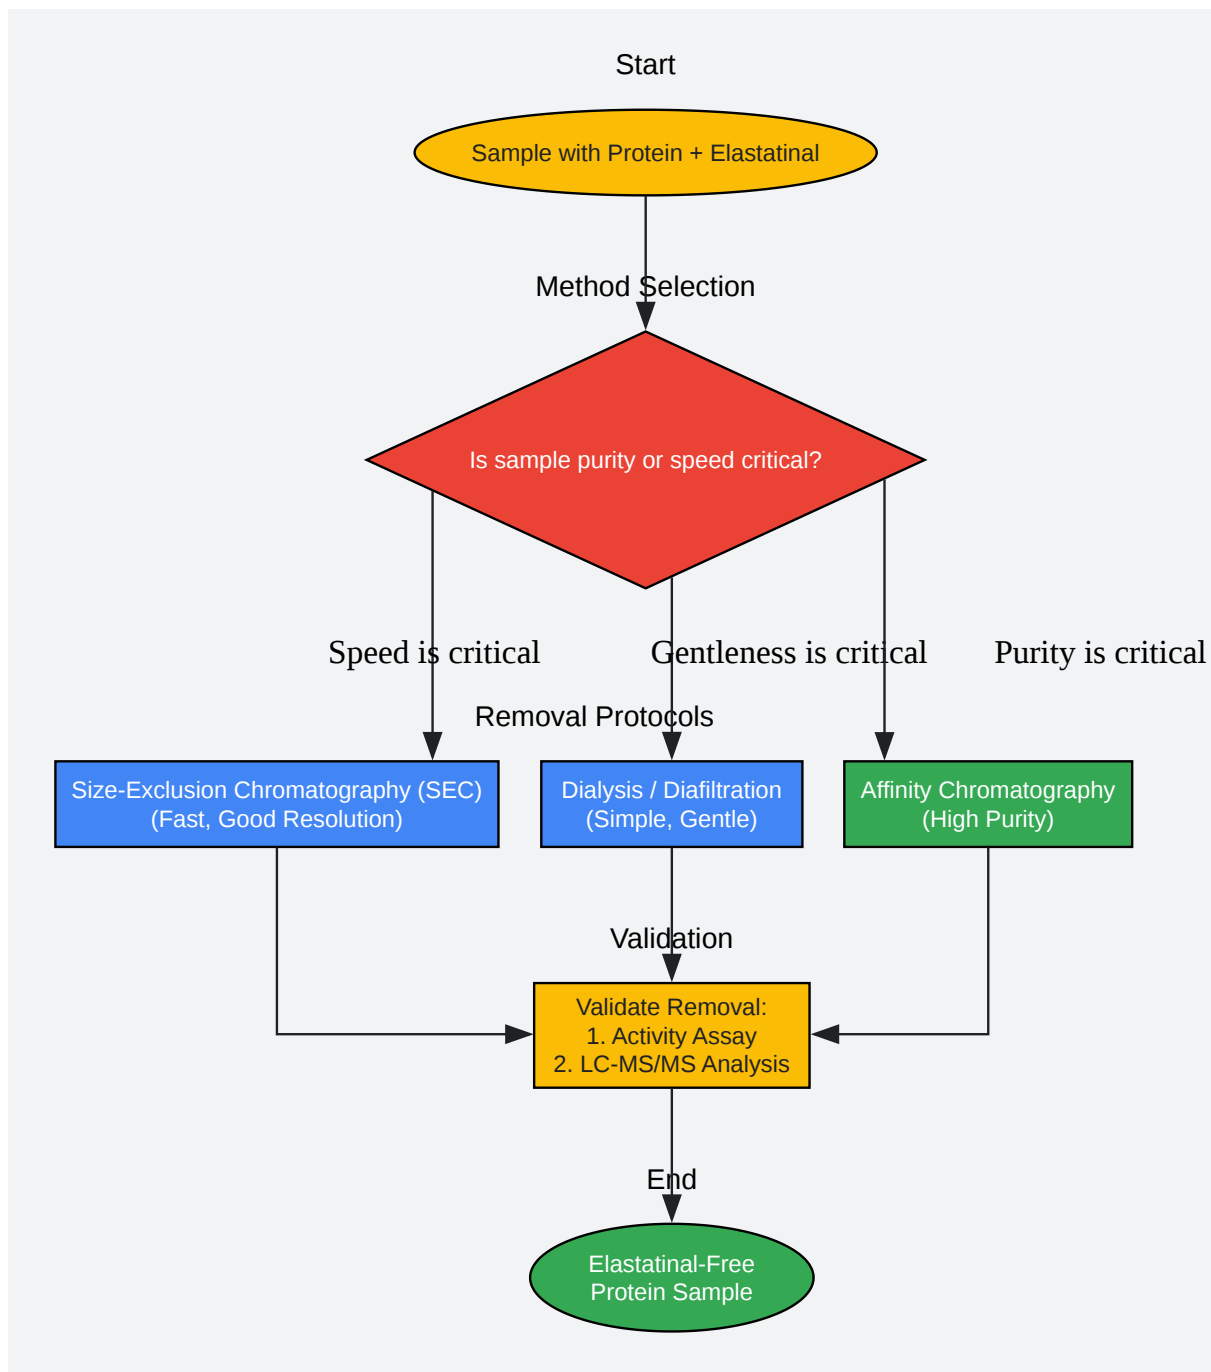 Start
Sample with Protein + Elastatinal
Method Selection
Is sample purity or speed critical?
Speed is critical
Gentleness is critical
Purity is critical
Removal Protocols
Size-Exclusion Chromatography (SEC)
(Fast, Good Resolution)
Dialysis / Diafiltration
(Simple, Gentle)
Affinity Chromatography
(High Purity)
Validation
Validate Removal:
1. Activity Assay
2. LC-MS/MS Analysis
End
Elastatinal-Free
Protein Sample